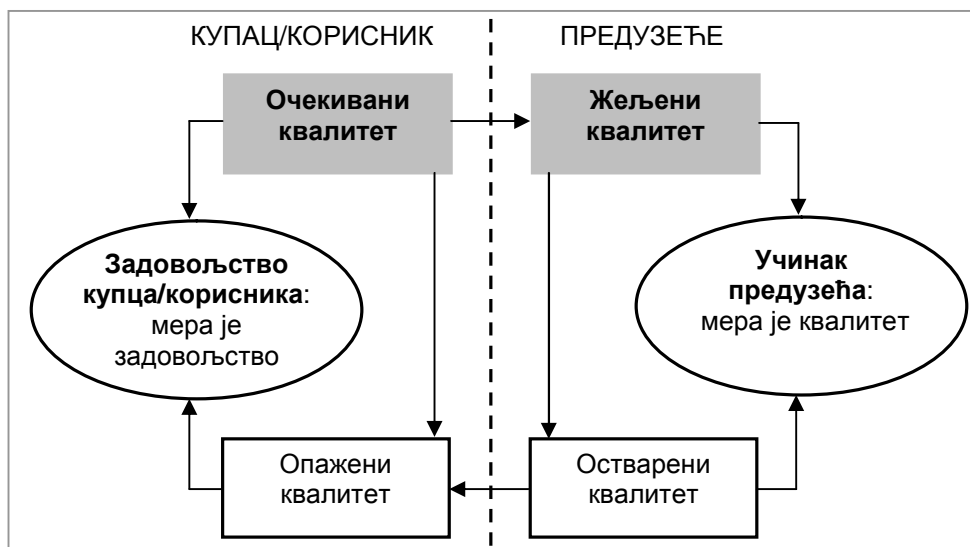 КУПАЦ/КОРИСНИК
ПРЕДУЗЕЋЕ
Очекивани
квалитет
Жељени
квалитет
Задовољство
купца/корисника:
мера је
задовољство
Учинак
предузећа:
мера је квалитет
Опажени
квалитет
Остварени
квалитет